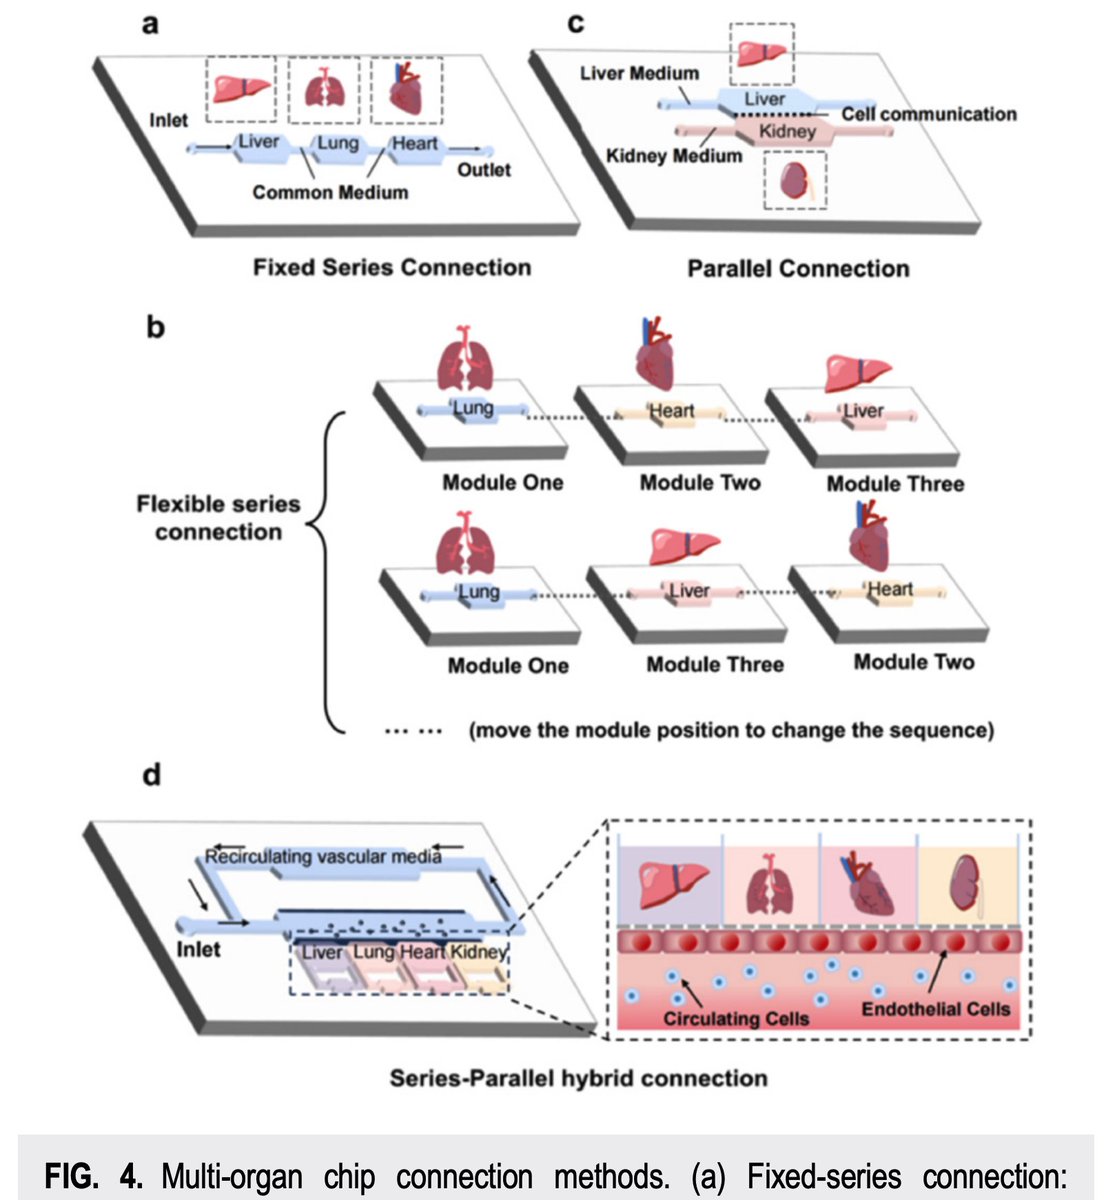 a
Inlet
Liver
Lung
Heart
Outlet
Common Medium
Fixed Series Connection
c
Liver Medium
Liver
Cell communication
Kidney
Kidney Medium
Parallel Connection
b
Flexible series
connection
Lung
Heart
Liver
Module One
Module Two
Module Three
Lung
Liver
Heart
Module One
Module Three
Module Two
... ... (move the module position to change the sequence)
d
Recirculating vascular media
Inlet
Liver Lung Heart Kidney
Circulating Cells
Endothelial Cells
Series-Parallel hybrid connection
FIG. 4. Multi-organ chip connection methods. (a) Fixed-series connection: